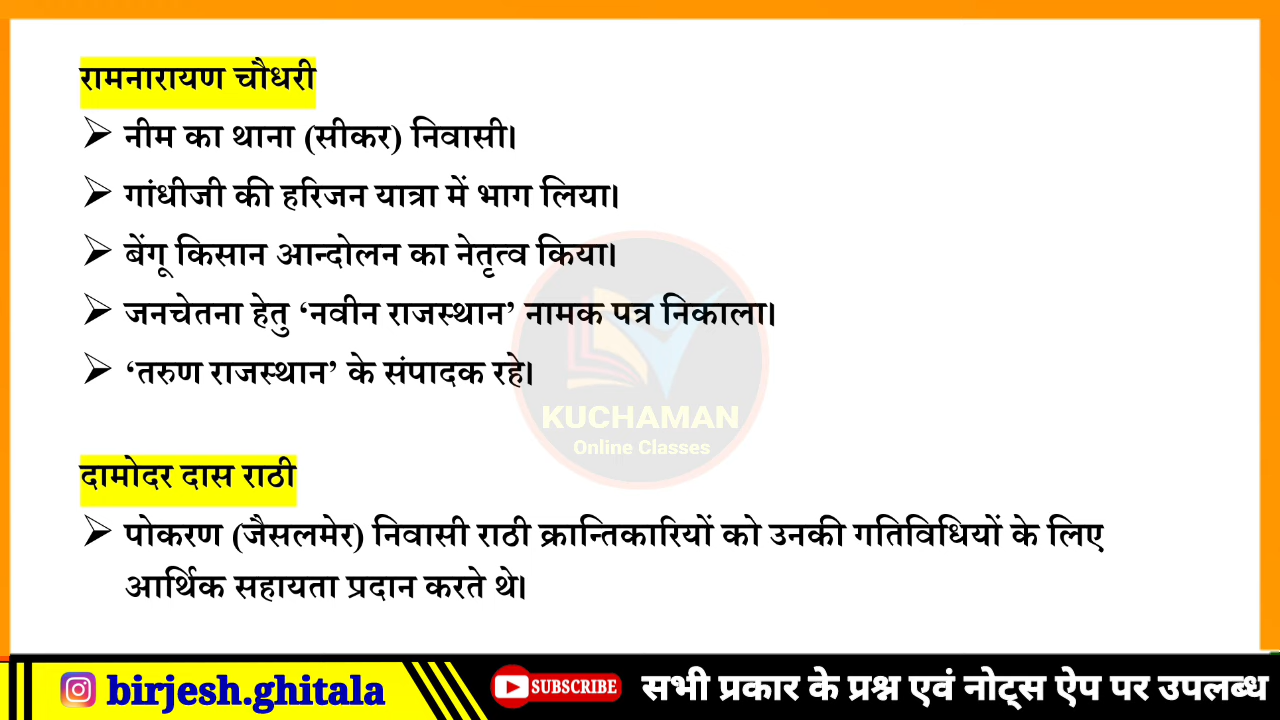 रामनारायण चौधरी
➢ नीम का थाना (सीकर) निवासी।
➢ गांधीजी की हरिजन यात्रा में भाग लिया।
➢ बेंगू किसान आन्दोलन का नेतृत्व किया।
➢ जनचेतना हेतु ‘नवीन राजस्थान’ नामक पत्र निकाला।
➢ ‘तरुण राजस्थान’ के संपादक रहे।
KUCHAMAN
Online Classes
दामोदर दास राठी
➢ पोकरण (जैसलमेर) निवासी राठी क्रान्तिकारियों को उनकी गतिविधियों के लिए
आर्थिक सहायता प्रदान करते थे।
birjesh.ghitala SUBSCRIBE सभी प्रकार के प्रश्न एवं नोट्स ऐप पर उपलब्ध